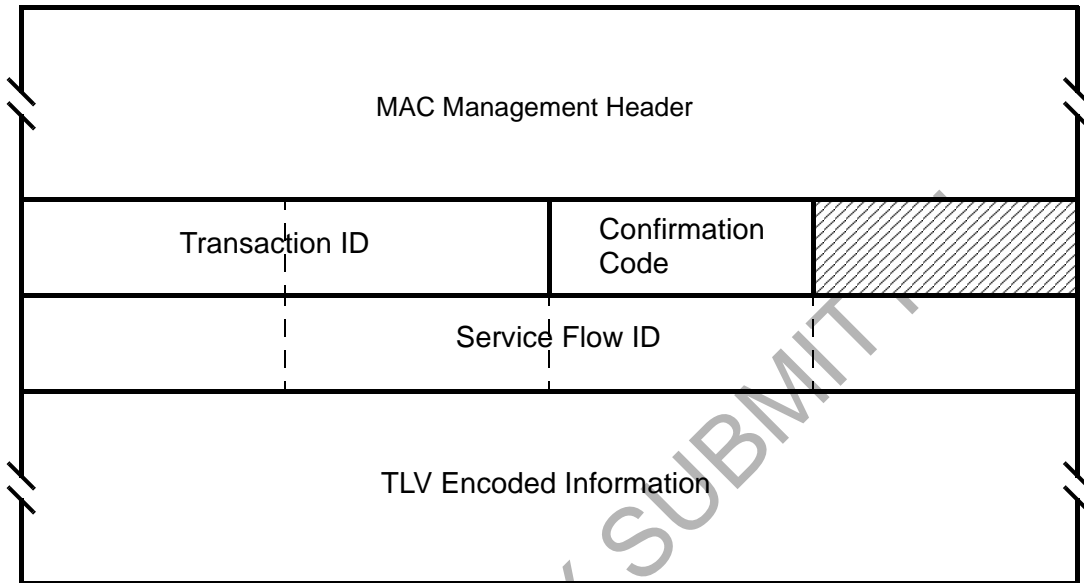 MAC Management Header
Transaction ID
Confirmation
Code
Service Flow ID
TLV Encoded Information
SUBMIT